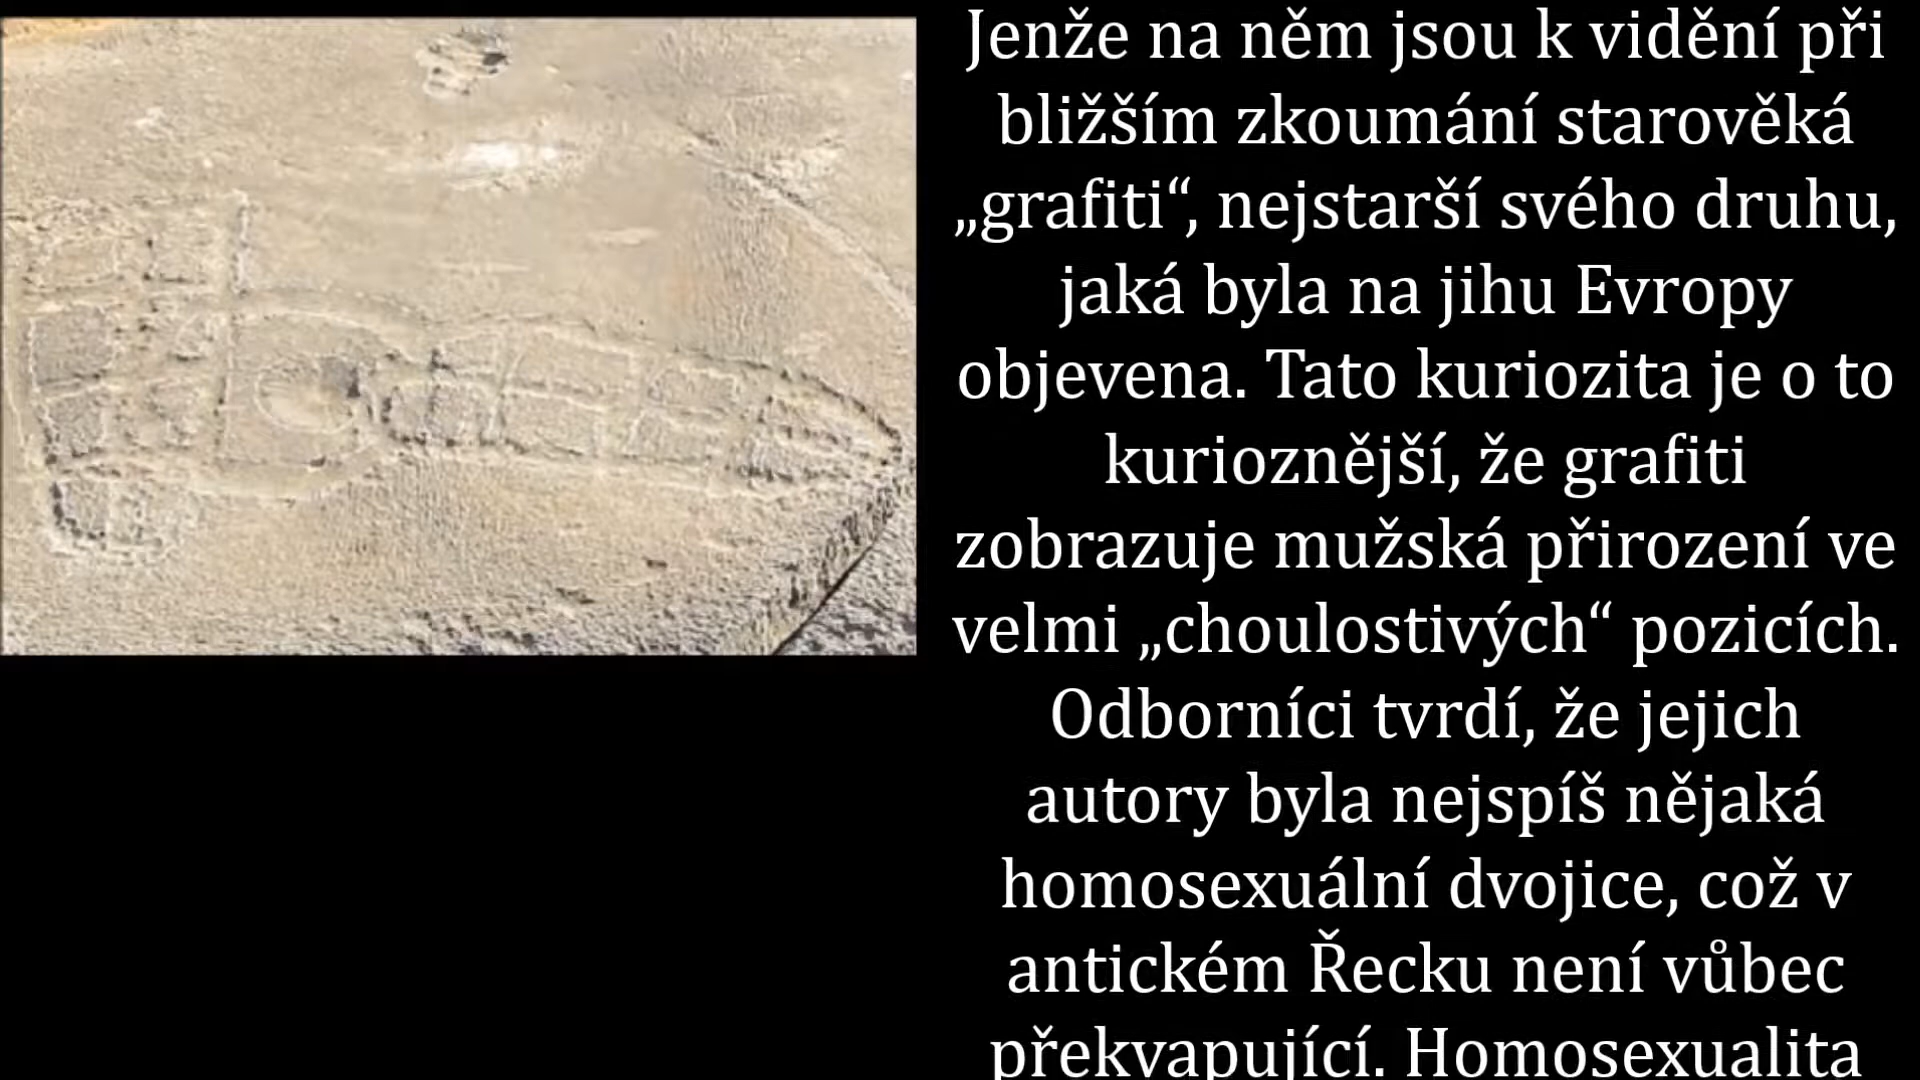 Jenže na něm jsou k vidění při
bližším zkoumání starověká
„grafiti“, nejstarší svého druhu,
jaká byla na jihu Evropy
objevena. Tato kuriozita je o to
kurioznější, že grafiti
zobrazuje mužská přirození ve
velmi „choulostivých“ pozicích.
Odborníci tvrdí, že jejich
autory byla nejspíš nějaká
homosexuální dvojice, což v
antickém Řecku není vůbec
překvapující. Homosexualita